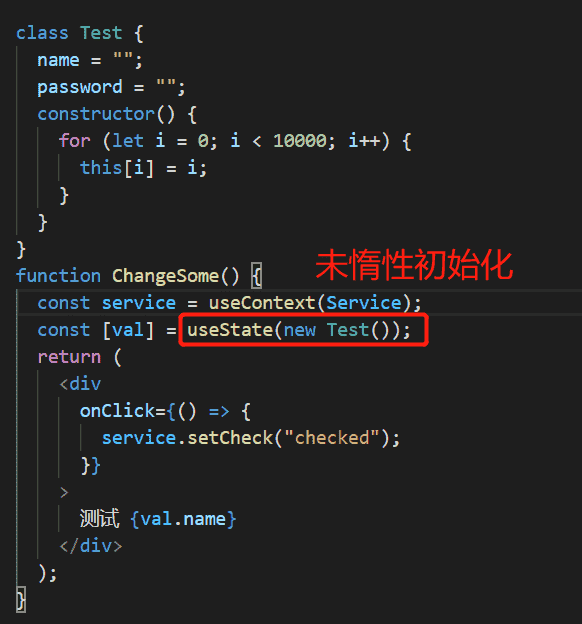 class Test {
  name = "";
  password = "";
  constructor() {
    for (let i = 0; i < 10000; i++) {
      this[i] = i;
    }
  }
}
未惰性初始化
function ChangeSome() {
  const service = useContext(Service);
  const [val] = useState(new Test());
  return (
    <div
      onClick={() => {
        service.setCheck("checked");
      }}
    >
      测试 {val.name}
    </div>
  );
}